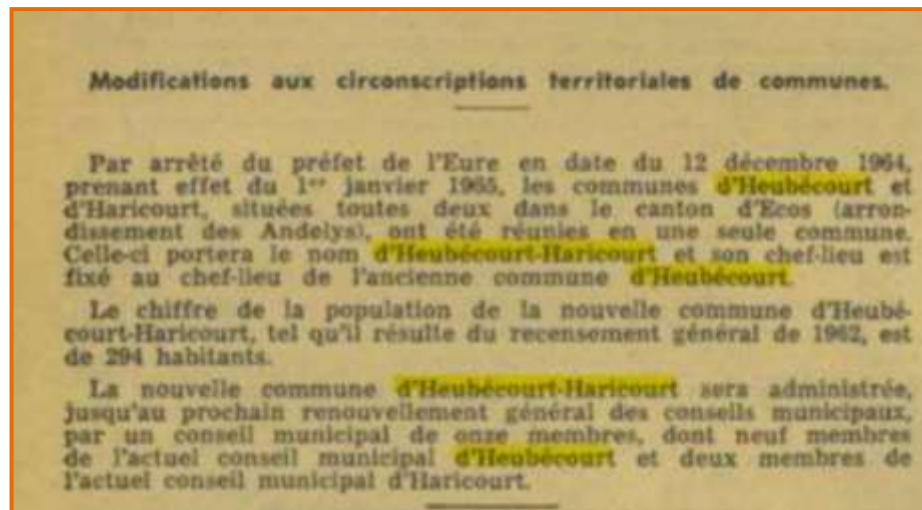 Modifications aux circonscriptions territoriales de communes.
Par arrêté du préfet de l'Eure en date du 12 décembre 1964,
prenant effet du 1er janvier 1965, les communes d'Heubécourt et
d'Haricourt, situées toutes deux dans le canton d'Ecos (arron-
dissement des Andelys), ont été réunies en une seule commune.
Celle-ci portera le nom d'Heubécourt-Haricourt et son chef-lieu est
fixé au chef-lieu de l'ancienne commune d'Heubécourt.
Le chiffre de la population de la nouvelle commune d'Heubé-
court-Haricourt, tel qu'il résulte du recensement général de 1962, est
de 294 habitants.
La nouvelle commune d'Heubécourt-Haricourt sera administrée,
jusqu'au prochain renouvellement général des conseils municipaux,
par un conseil municipal de onze membres, dont neuf membres
de l'actuel conseil municipal d'Heubécourt et deux membres de
l'actuel conseil municipal d'Haricourt.